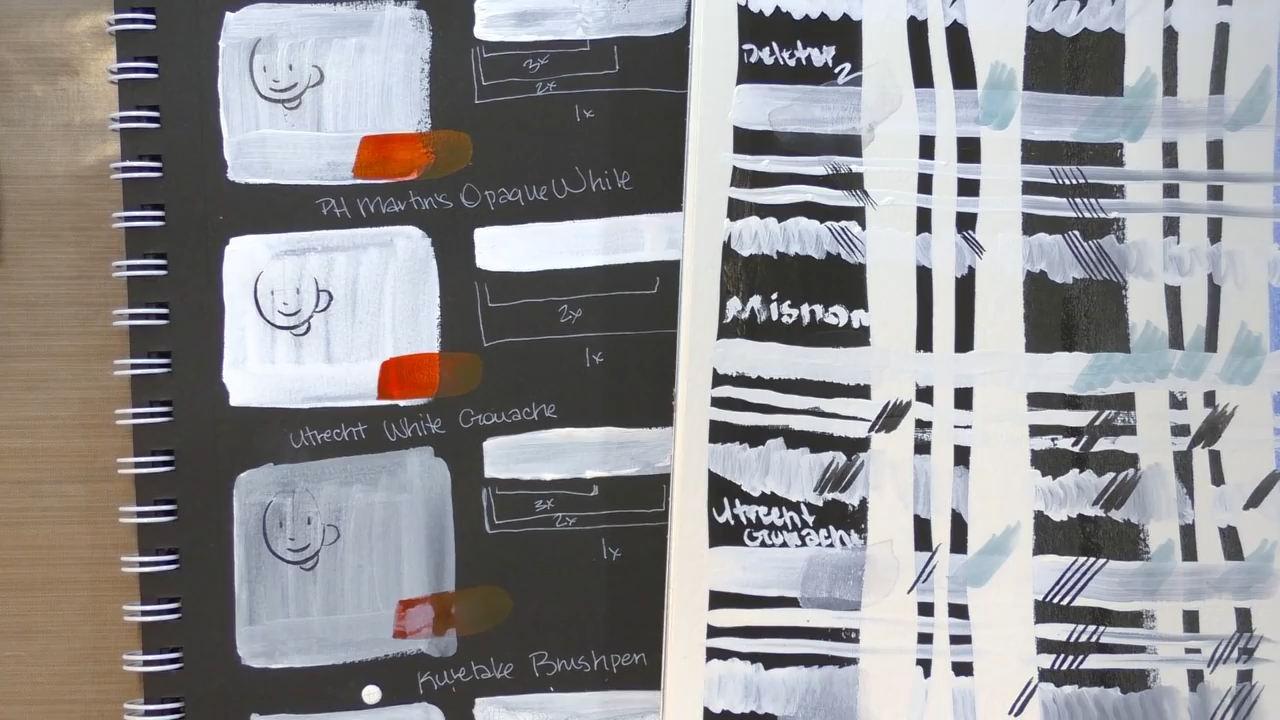 3x
2x
1x
PH Martin's Opaque White
2x
1x
Utrecht White Gouache
3x
2x
1x
Kuretake Brushpen
Deleter
2
Misnon
Utrecht
Gouache